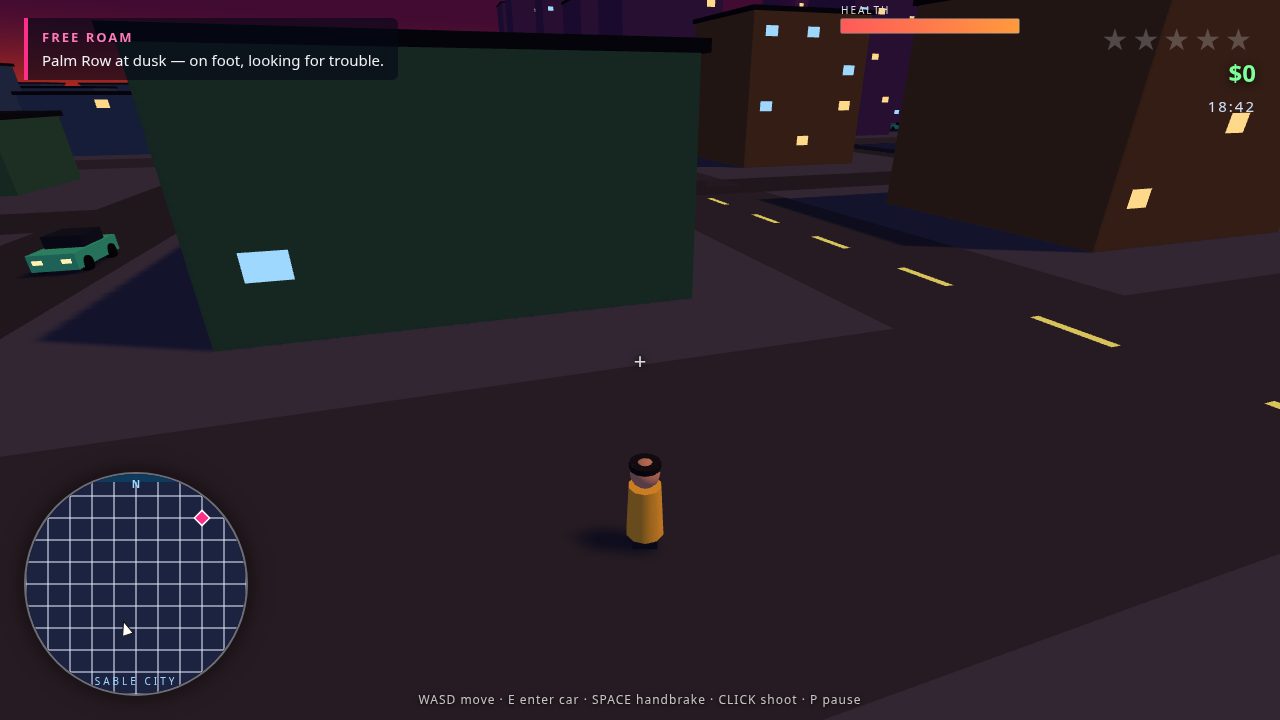 FREE ROAM
Palm Row at dusk — on foot, looking for trouble.
HEALTH
$0
18:42
N
SABLE CITY
WASD move · E enter car · SPACE handbrake · CLICK shoot · P pause